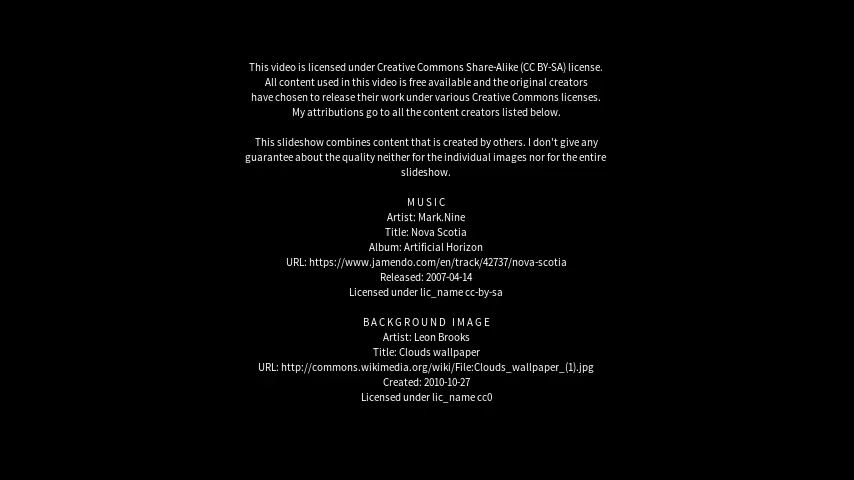 This video is licensed under Creative Commons Share-Alike (CC BY-SA) license.
All content used in this video is free available and the original creators
have chosen to release their work under various Creative Commons licenses.
My attributions go to all the content creators listed below.
This slideshow combines content that is created by others. I don't give any
guarantee about the quality neither for the individual images nor for the entire
slideshow.
MUSIC
Artist: Mark.Nine
Title: Nova Scotia
Album: Artificial Horizon
URL: https://www.jamendo.com/en/track/42737/nova-scotia
Released: 2007-04-14
Licensed under lic_name cc-by-sa
BACKGROUND IMAGE
Artist: Leon Brooks
Title: Clouds wallpaper
URL: http://commons.wikimedia.org/wiki/File:Clouds_wallpaper_(1).jpg
Created: 2010-10-27
Licensed under lic_name cc0